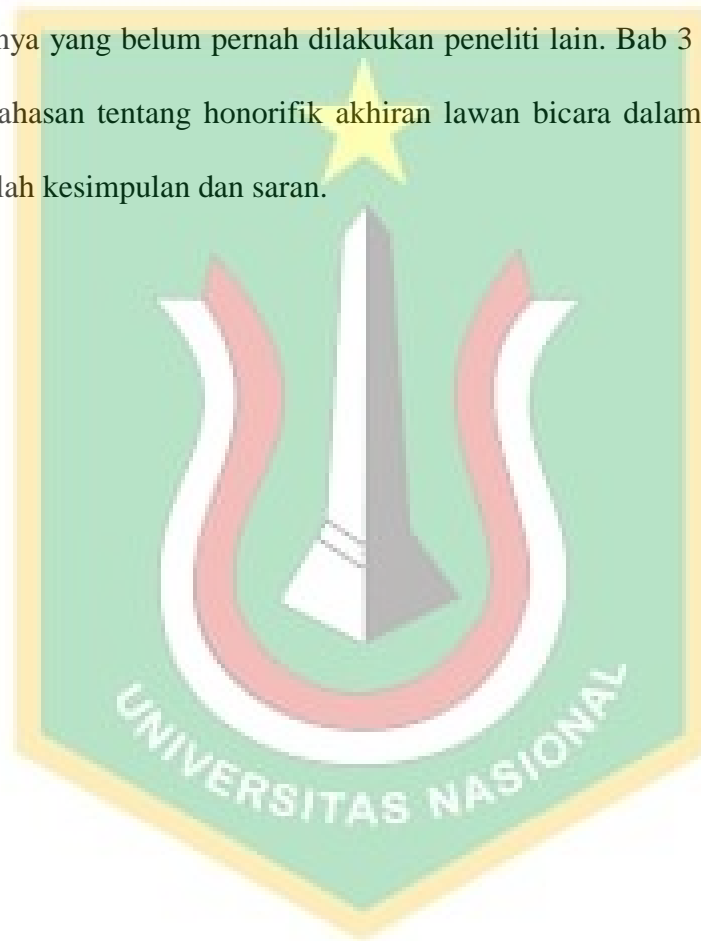 nya yang belum pernah dilakukan peneliti lain. Bab 3
ahasan tentang honorifik akhiran lawan bicara dalam
lah kesimpulan dan saran.
UNIVERSITAS NASIONAL